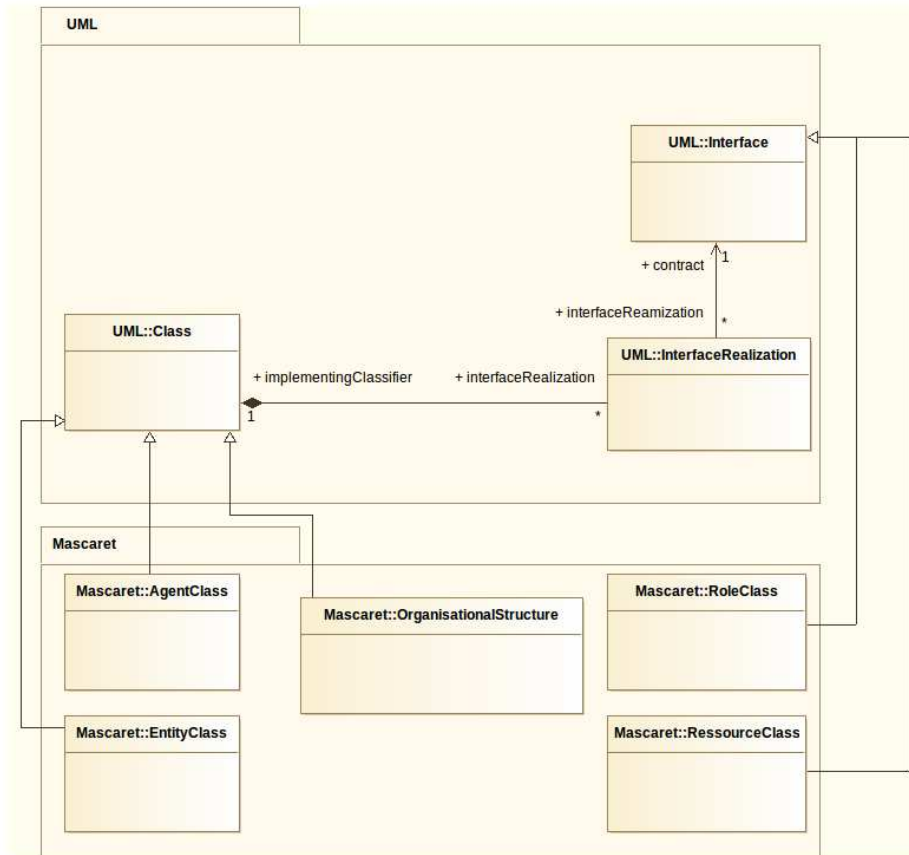 UML
UML::Interface
+ contract
1
+ interfaceReamization
*
UML::Class
UML::InterfaceRealization
+ implementingClassifier
+ interfaceRealization
1
*
Mascaret
Mascaret::AgentClass
Mascaret::RoleClass
Mascaret::OrganisationalStructure
Mascaret::EntityClass
Mascaret::RessourceClass